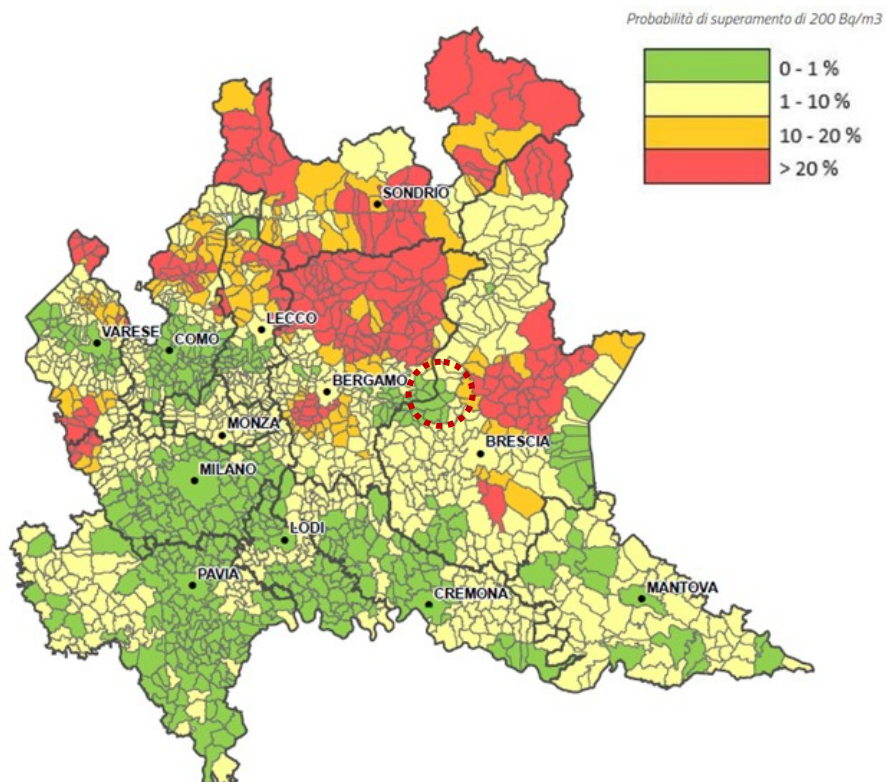 Probabilità di superamento di 200 Bq/m3
0 - 1 %
1 - 10 %
10 - 20 %
> 20 %
SONDRIO
LECCO
VARESE
COMO
BERGAMO
MONZA
BRESCIA
MILANO
LODI
PAVIA
CREMONA
MANTOVA